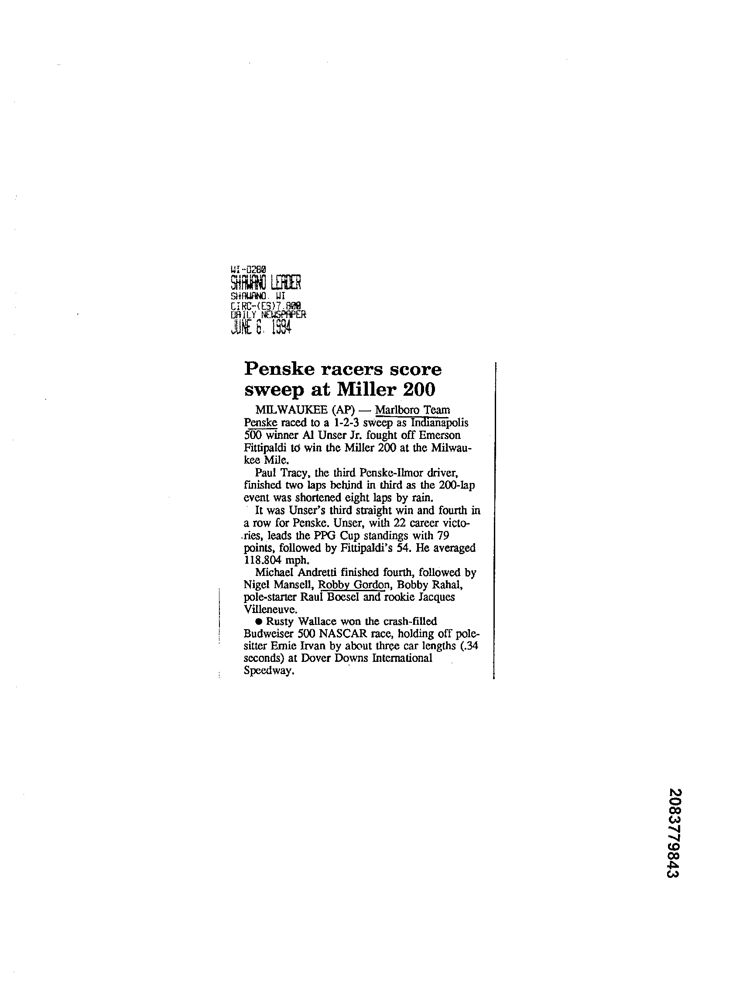 WI-D280
SHAWANO LEADER
SHAWANO, WI
CIRC-(ES)7,800
DAILY NEWSPAPER
JUNE 6, 1994
Penske racers score
sweep at Miller 200
MILWAUKEE (AP) — Marlboro Team
Penske raced to a 1-2-3 sweep as Indianapolis
500 winner Al Unser Jr. fought off Emerson
Fittipaldi to win the Miller 200 at the Milwau-
kee Mile.
Paul Tracy, the third Penske-Ilmor driver,
finished two laps behind in third as the 200-lap
event was shortened eight laps by rain.
It was Unser's third straight win and fourth in
a row for Penske. Unser, with 22 career victo-
ries, leads the PPG Cup standings with 79
points, followed by Fittipaldi's 54. He averaged
118.804 mph.
Michael Andretti finished fourth, followed by
Nigel Mansell, Robby Gordon, Bobby Rahal,
pole-starter Raul Boesel and rookie Jacques
Villeneuve.
● Rusty Wallace won the crash-filled
Budweiser 500 NASCAR race, holding off pole-
sitter Ernie Irvan by about three car lengths (.34
seconds) at Dover Downs International
Speedway.
2083779843